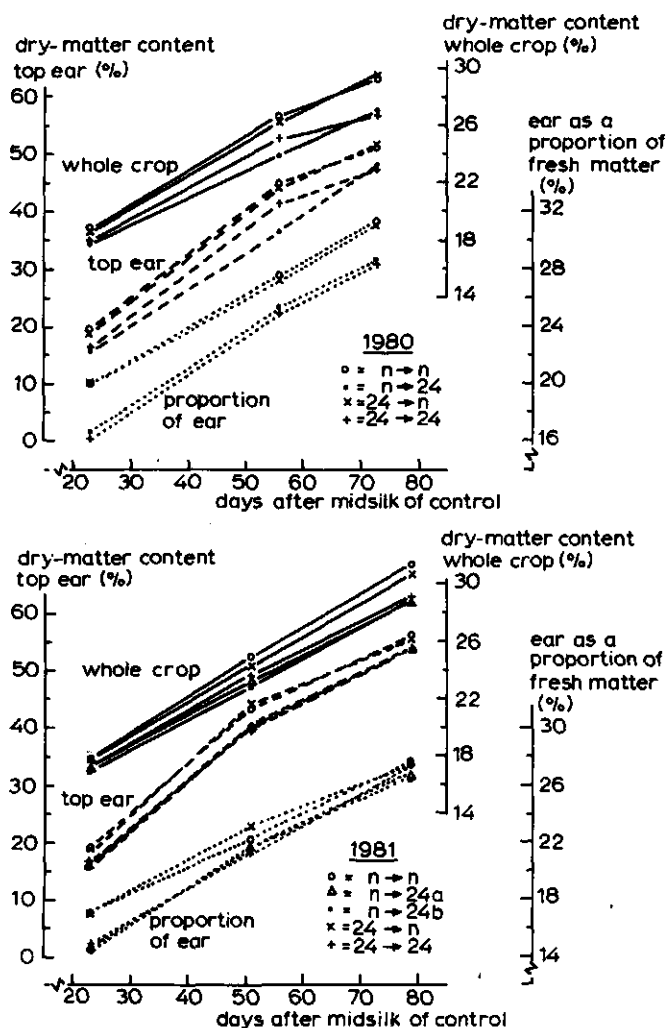 dry-matter content
top ear (%)
dry-matter content
whole crop (%)
ear as a
proportion of
fresh matter
(%)
60
50
40
30
20
10
0
30
26
22
18
14
32
28
24
20
16
whole crop
top ear
proportion
of ear
1980
o = n→n
• = n→24
x = 24→n
+ = 24→24
20 30 40 50 60 70 80
days after midsilk of control
dry-matter content
top ear (%)
dry-matter content
whole crop (%)
ear as a
proportion of
fresh matter
(%)
60
50
40
30
20
10
0
30
26
22
18
14
30
26
22
18
14
whole crop
top ear
proportion
of ear
1981
o = n→n
Δ = n→24a
• = n→24b
x = 24→n
+ = 24→24
20 30 40 50 60 70 80
days after midsilk of control